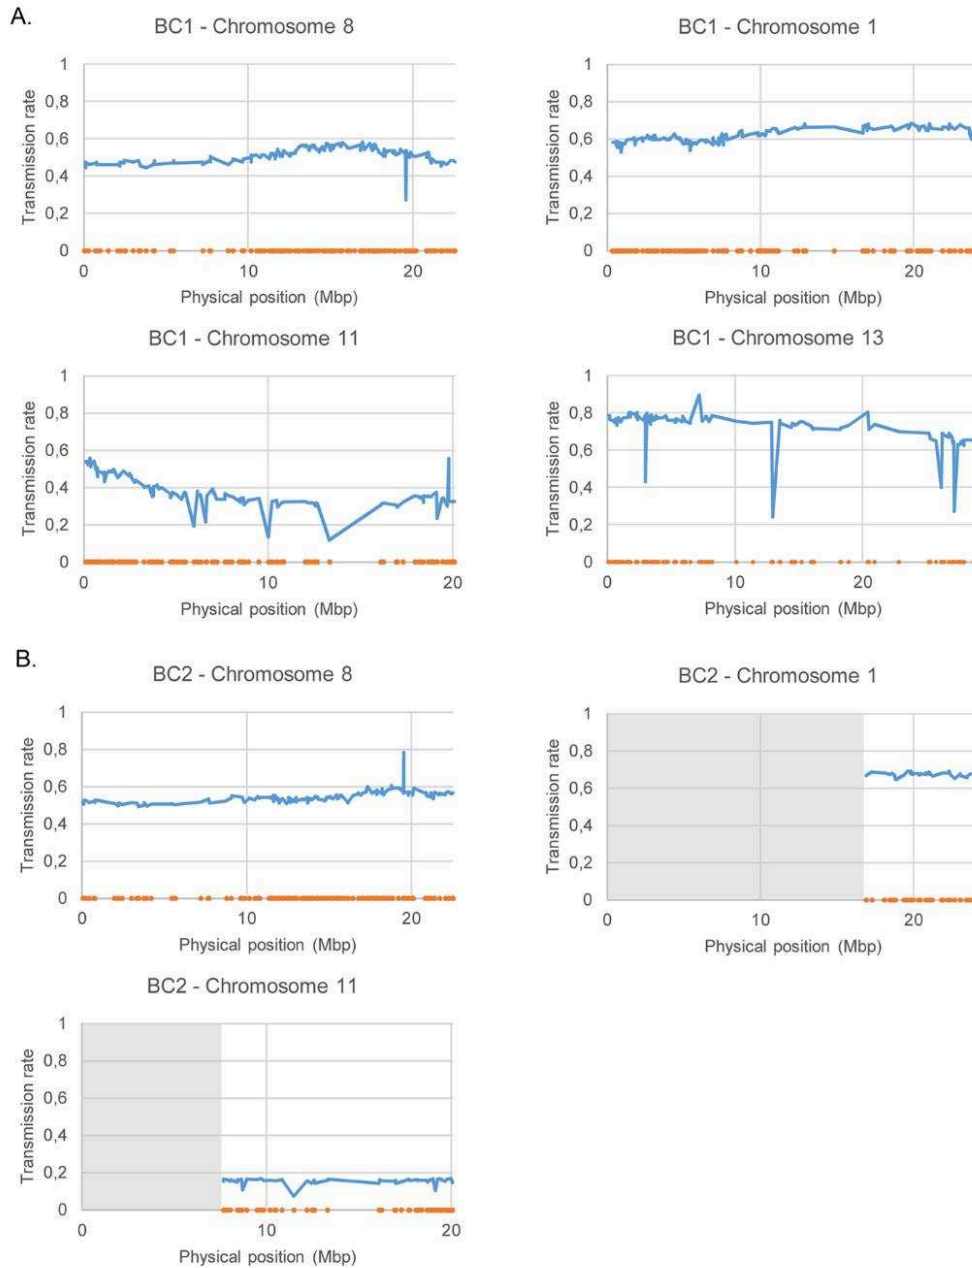 A.
BC1 - Chromosome 8
Transmission rate
1
0,8
0,6
0,4
0,2
0
0 10 20
Physical position (Mbp)
BC1 - Chromosome 1
Transmission rate
1
0,8
0,6
0,4
0,2
0
0 10 20
Physical position (Mbp)
BC1 - Chromosome 11
Transmission rate
1
0,8
0,6
0,4
0,2
0
0 10 20
Physical position (Mbp)
BC1 - Chromosome 13
Transmission rate
1
0,8
0,6
0,4
0,2
0
0 10 20
Physical position (Mbp)
B.
BC2 - Chromosome 8
Transmission rate
1
0,8
0,6
0,4
0,2
0
0 10 20
Physical position (Mbp)
BC2 - Chromosome 1
Transmission rate
1
0,8
0,6
0,4
0,2
0
0 10 20
Physical position (Mbp)
BC2 - Chromosome 11
Transmission rate
1
0,8
0,6
0,4
0,2
0
0 10 20
Physical position (Mbp)